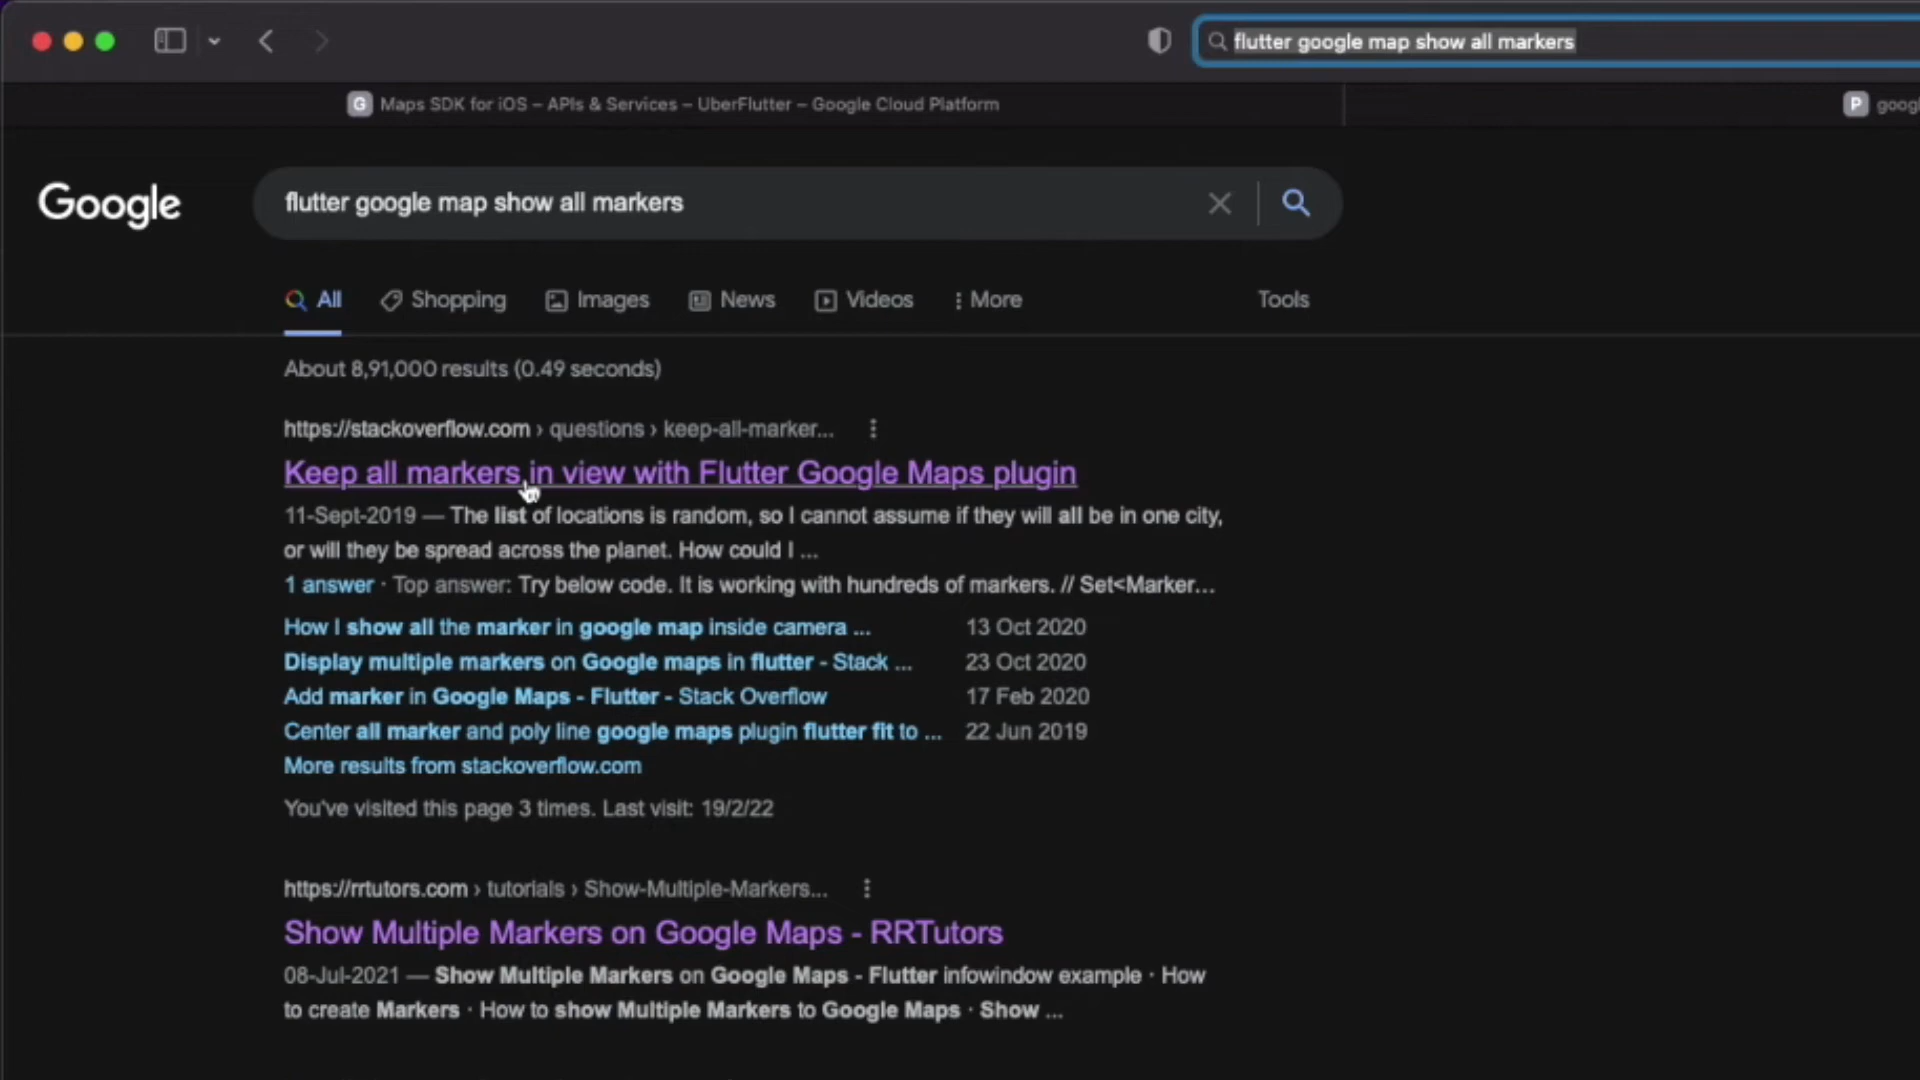 flutter google map show all markers
G Maps SDK for iOS – APIs & Services – UberFlutter – Google Cloud Platform
P googl
Google
flutter google map show all markers
All Shopping Images News Videos More Tools
About 8,91,000 results (0.49 seconds)
https://stackoverflow.com › questions › keep-all-marker...
Keep all markers in view with Flutter Google Maps plugin
11-Sept-2019 — The list of locations is random, so I cannot assume if they will all be in one city,
or will they be spread across the planet. How could I ...
1 answer · Top answer: Try below code. It is working with hundreds of markers. // Set<Marker...
How I show all the marker in google map inside camera ... 13 Oct 2020
Display multiple markers on Google maps in flutter - Stack ... 23 Oct 2020
Add marker in Google Maps - Flutter - Stack Overflow 17 Feb 2020
Center all marker and poly line google maps plugin flutter fit to ... 22 Jun 2019
More results from stackoverflow.com
You've visited this page 3 times. Last visit: 19/2/22
https://rrtutors.com › tutorials › Show-Multiple-Markers...
Show Multiple Markers on Google Maps - RRTutors
08-Jul-2021 — Show Multiple Markers on Google Maps - Flutter infowindow example · How
to create Markers · How to show Multiple Markers to Google Maps · Show ...